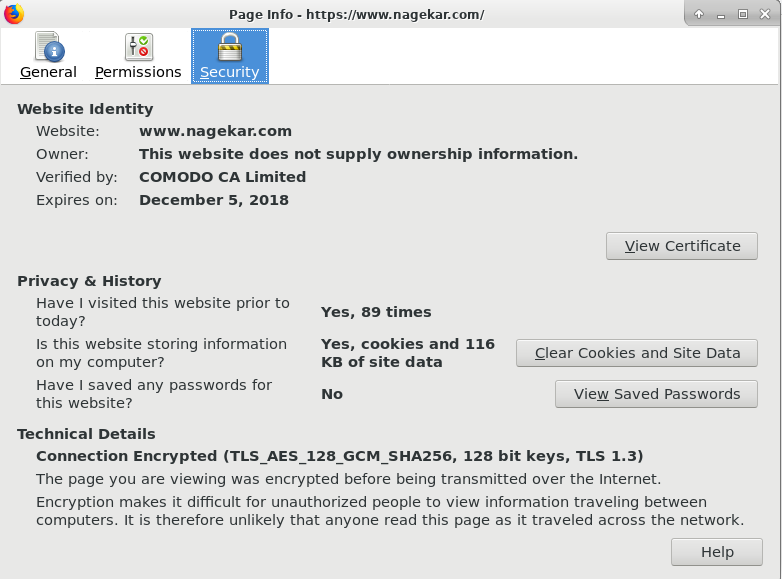 Page Info - https://www.nagekar.com/
General Permissions Security
Website Identity
Website: www.nagekar.com
Owner: This website does not supply ownership information.
Verified by: COMODO CA Limited
Expires on: December 5, 2018
View Certificate
Privacy & History
Have I visited this website prior to
today?
Yes, 89 times
Is this website storing information
on my computer?
Yes, cookies and 116
KB of site data
Clear Cookies and Site Data
Have I saved any passwords for
this website?
No
View Saved Passwords
Technical Details
Connection Encrypted (TLS_AES_128_GCM_SHA256, 128 bit keys, TLS 1.3)
The page you are viewing was encrypted before being transmitted over the Internet.
Encryption makes it difficult for unauthorized people to view information traveling between
computers. It is therefore unlikely that anyone read this page as it traveled across the network.
Help